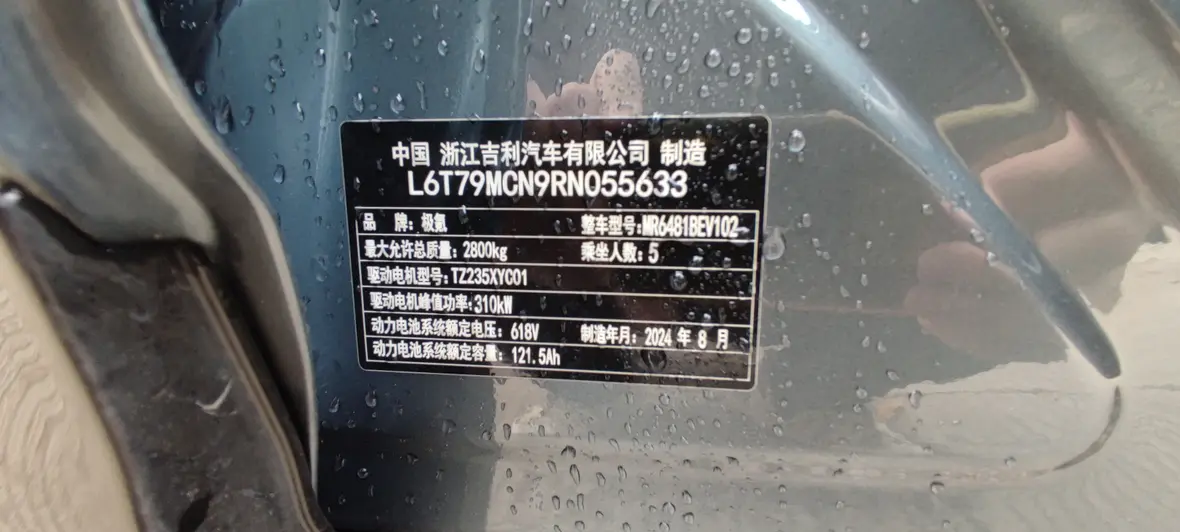 中国 浙江吉利汽车有限公司 制造
L6T79MCN9RN055633
品 牌: 极氪 整车型号: MR6481BEV102
最大允许总质量: 2800kg 乘坐人数: 5
驱动电机型号: TZ235XYC01
驱动电机峰值功率: 310kW
动力电池系统额定电压: 618V 制造年月: 2024 年 8 月
动力电池系统额定容量: 121.5Ah